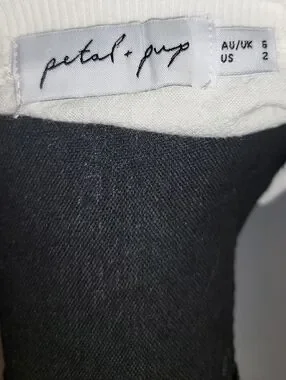 petal + pup
AU/UK 6
US 2